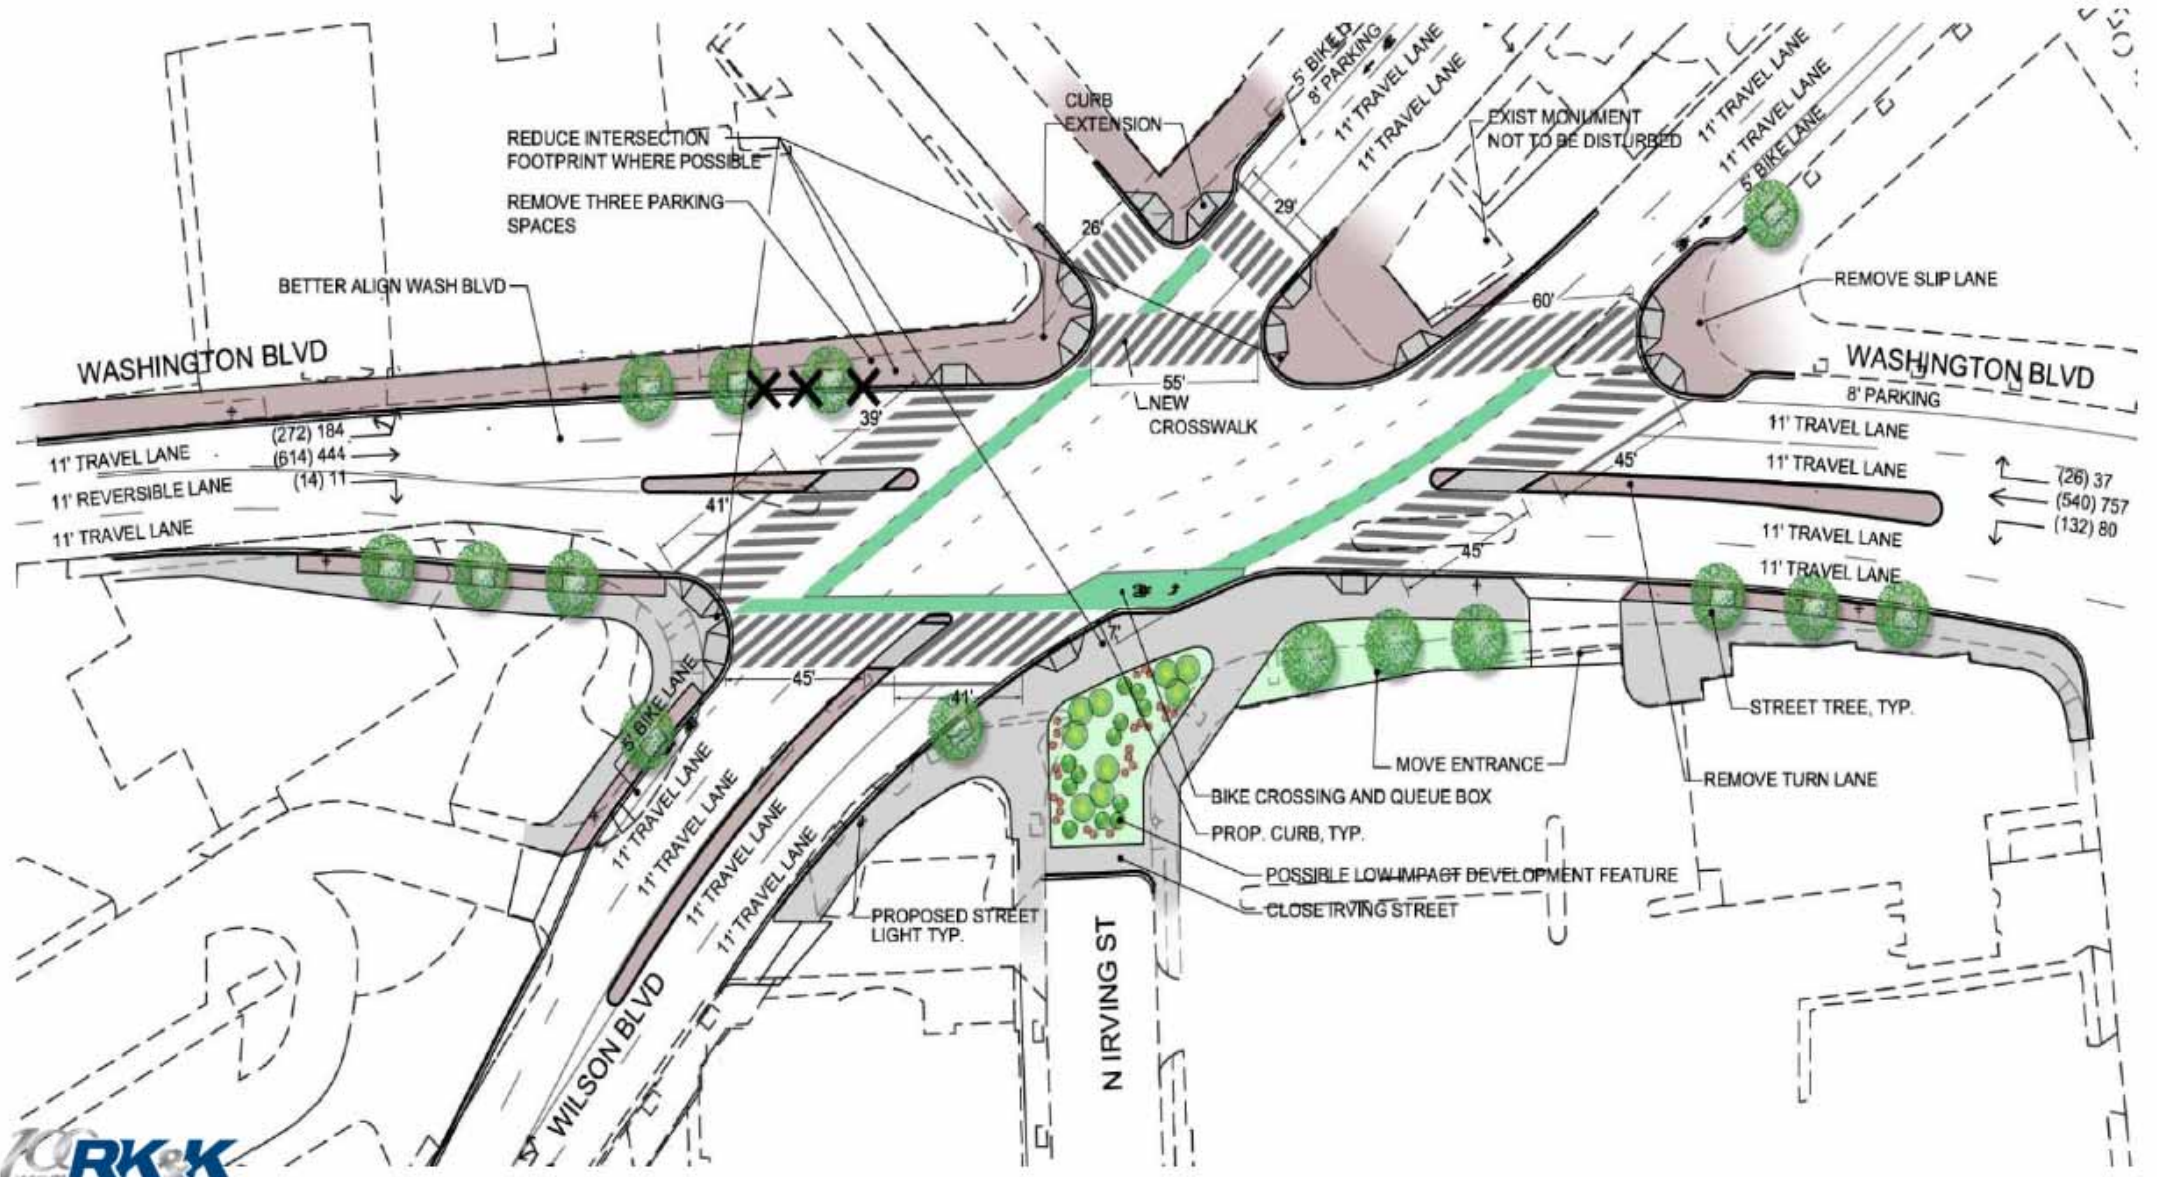 5' BIKE
8' PARKING
11' TRAVEL LANE
11' TRAVEL LANE
11' TRAVEL LANE
11' TRAVEL LANE
5' BIKE LANE
CURB
EXTENSION
EXIST MONUMENT
NOT TO BE DISTURBED
REDUCE INTERSECTION
FOOTPRINT WHERE POSSIBLE
REMOVE THREE PARKING
SPACES
26'
29'
BETTER ALIGN WASH BLVD
REMOVE SLIP LANE
60'
WASHINGTON BLVD
WASHINGTON BLVD
8' PARKING
55'
NEW
CROSSWALK
39'
11' TRAVEL LANE
11' TRAVEL LANE
(272) 184
(614) 444
(14) 11
11' TRAVEL LANE
11' REVERSIBLE LANE
11' TRAVEL LANE
41'
45'
45'
(26) 37
(540) 757
(132) 80
11' TRAVEL LANE
11' TRAVEL LANE
7'
45'
41'
5' BIKE LANE
11' TRAVEL LANE
11' TRAVEL LANE
11' TRAVEL LANE
11' TRAVEL LANE
STREET TREE, TYP.
MOVE ENTRANCE
REMOVE TURN LANE
BIKE CROSSING AND QUEUE BOX
PROP. CURB, TYP.
POSSIBLE LOW IMPACT DEVELOPMENT FEATURE
CLOSE IRVING STREET
PROPOSED STREET
LIGHT TYP.
WILSON BLVD
N IRVING ST
100
RK&K